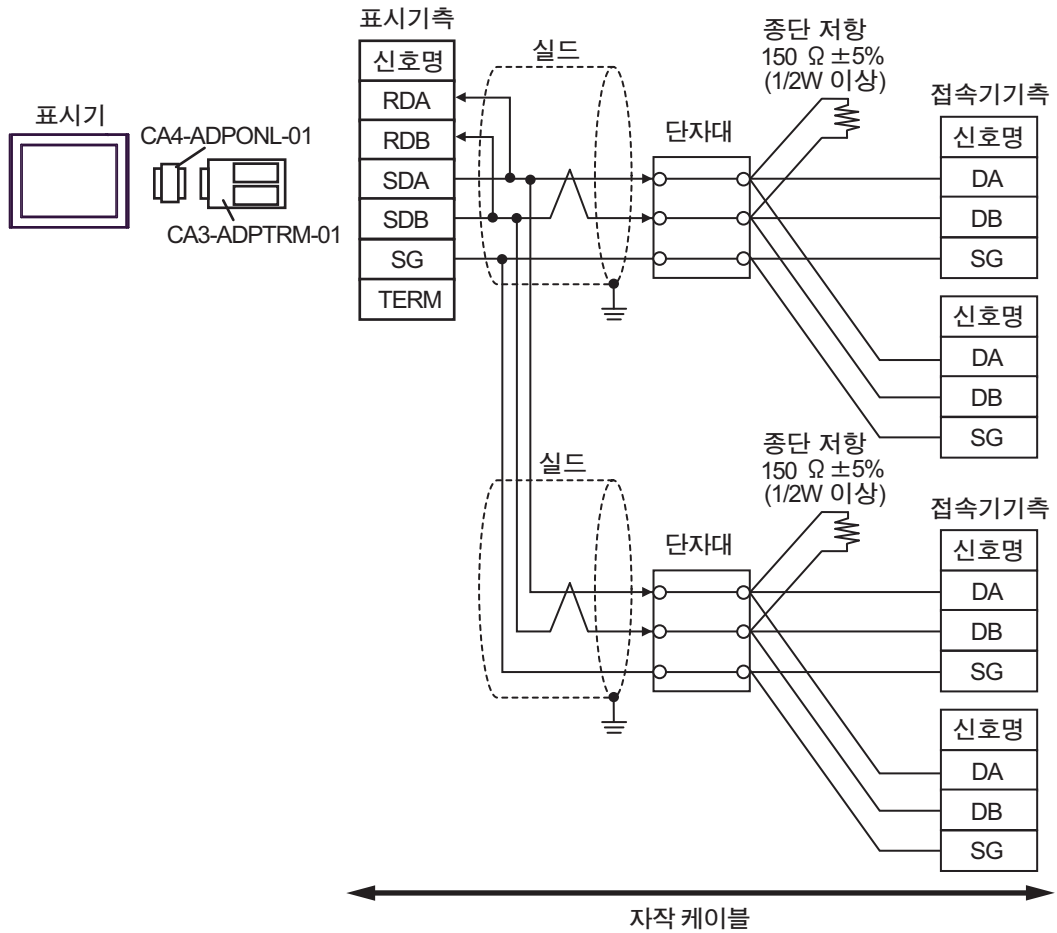 표시기
CA4-ADPONL-01
CA3-ADPTRM-01
표시기측
신호명
RDA
RDB
SDA
SDB
SG
TERM
실드
단자대
종단 저항
150 Ω ±5%
(1/2W 이상)
접속기기측
신호명
DA
DB
SG
신호명
DA
DB
SG
실드
단자대
종단 저항
150 Ω ±5%
(1/2W 이상)
접속기기측
신호명
DA
DB
SG
신호명
DA
DB
SG
자작 케이블